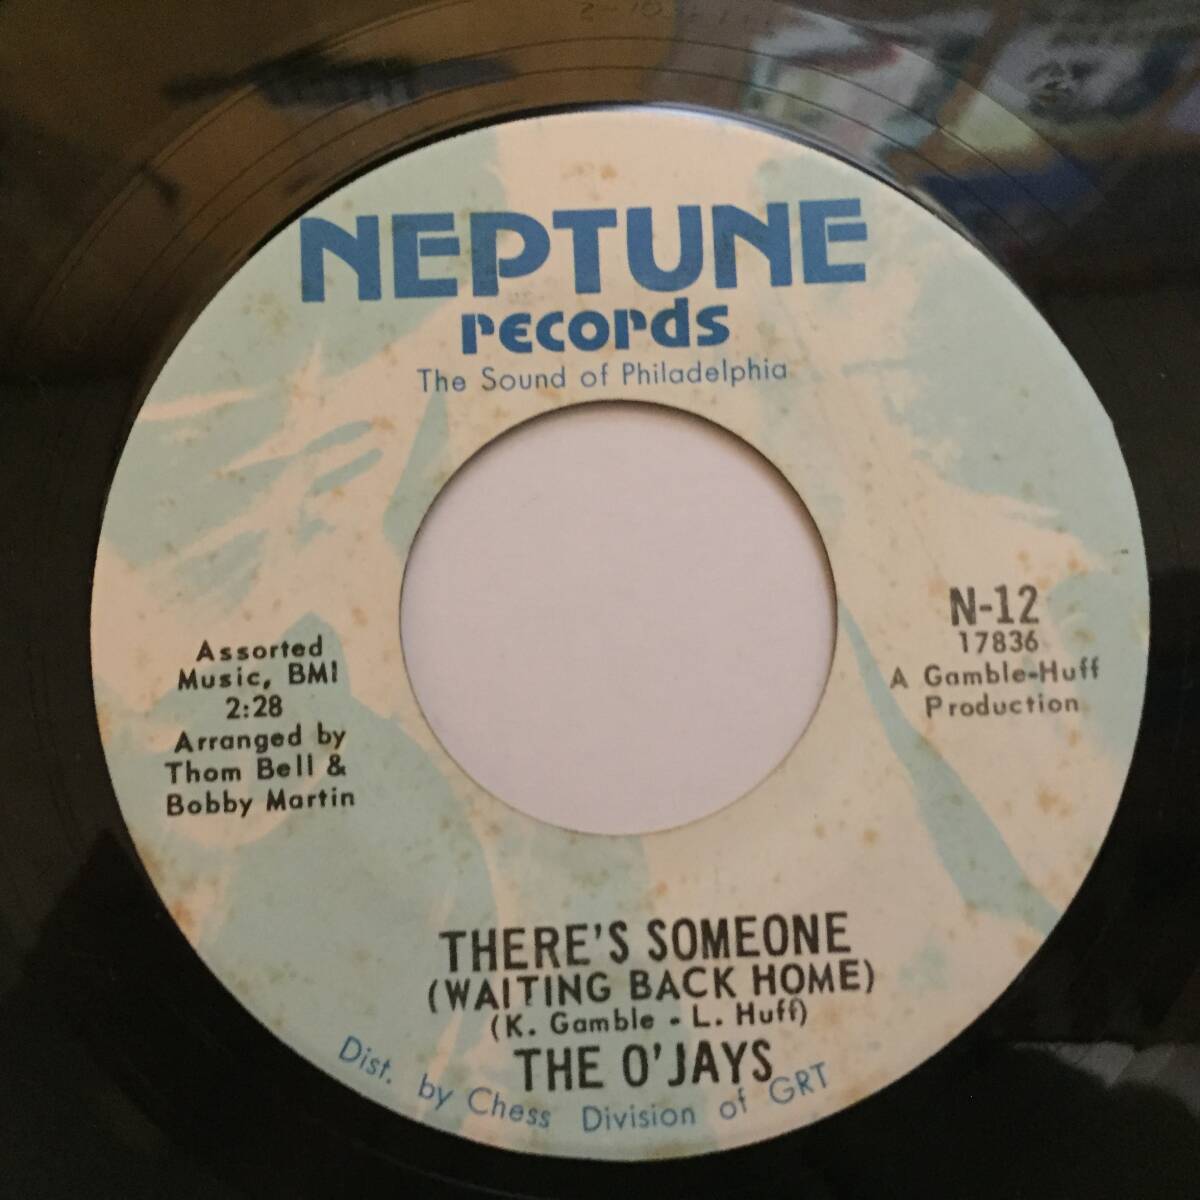 NEPTUNE
records
The Sound of Philadelphia
N-12
17836
A Gamble-Huff
Production
Assorted
Music, BMI
2:28
Arranged by
Thom Bell &
Bobby Martin
THERE'S SOMEONE
(WAITING BACK HOME)
(K. Gamble - L. Huff)
THE O'JAYS
Dist. by Chess Division of GRT